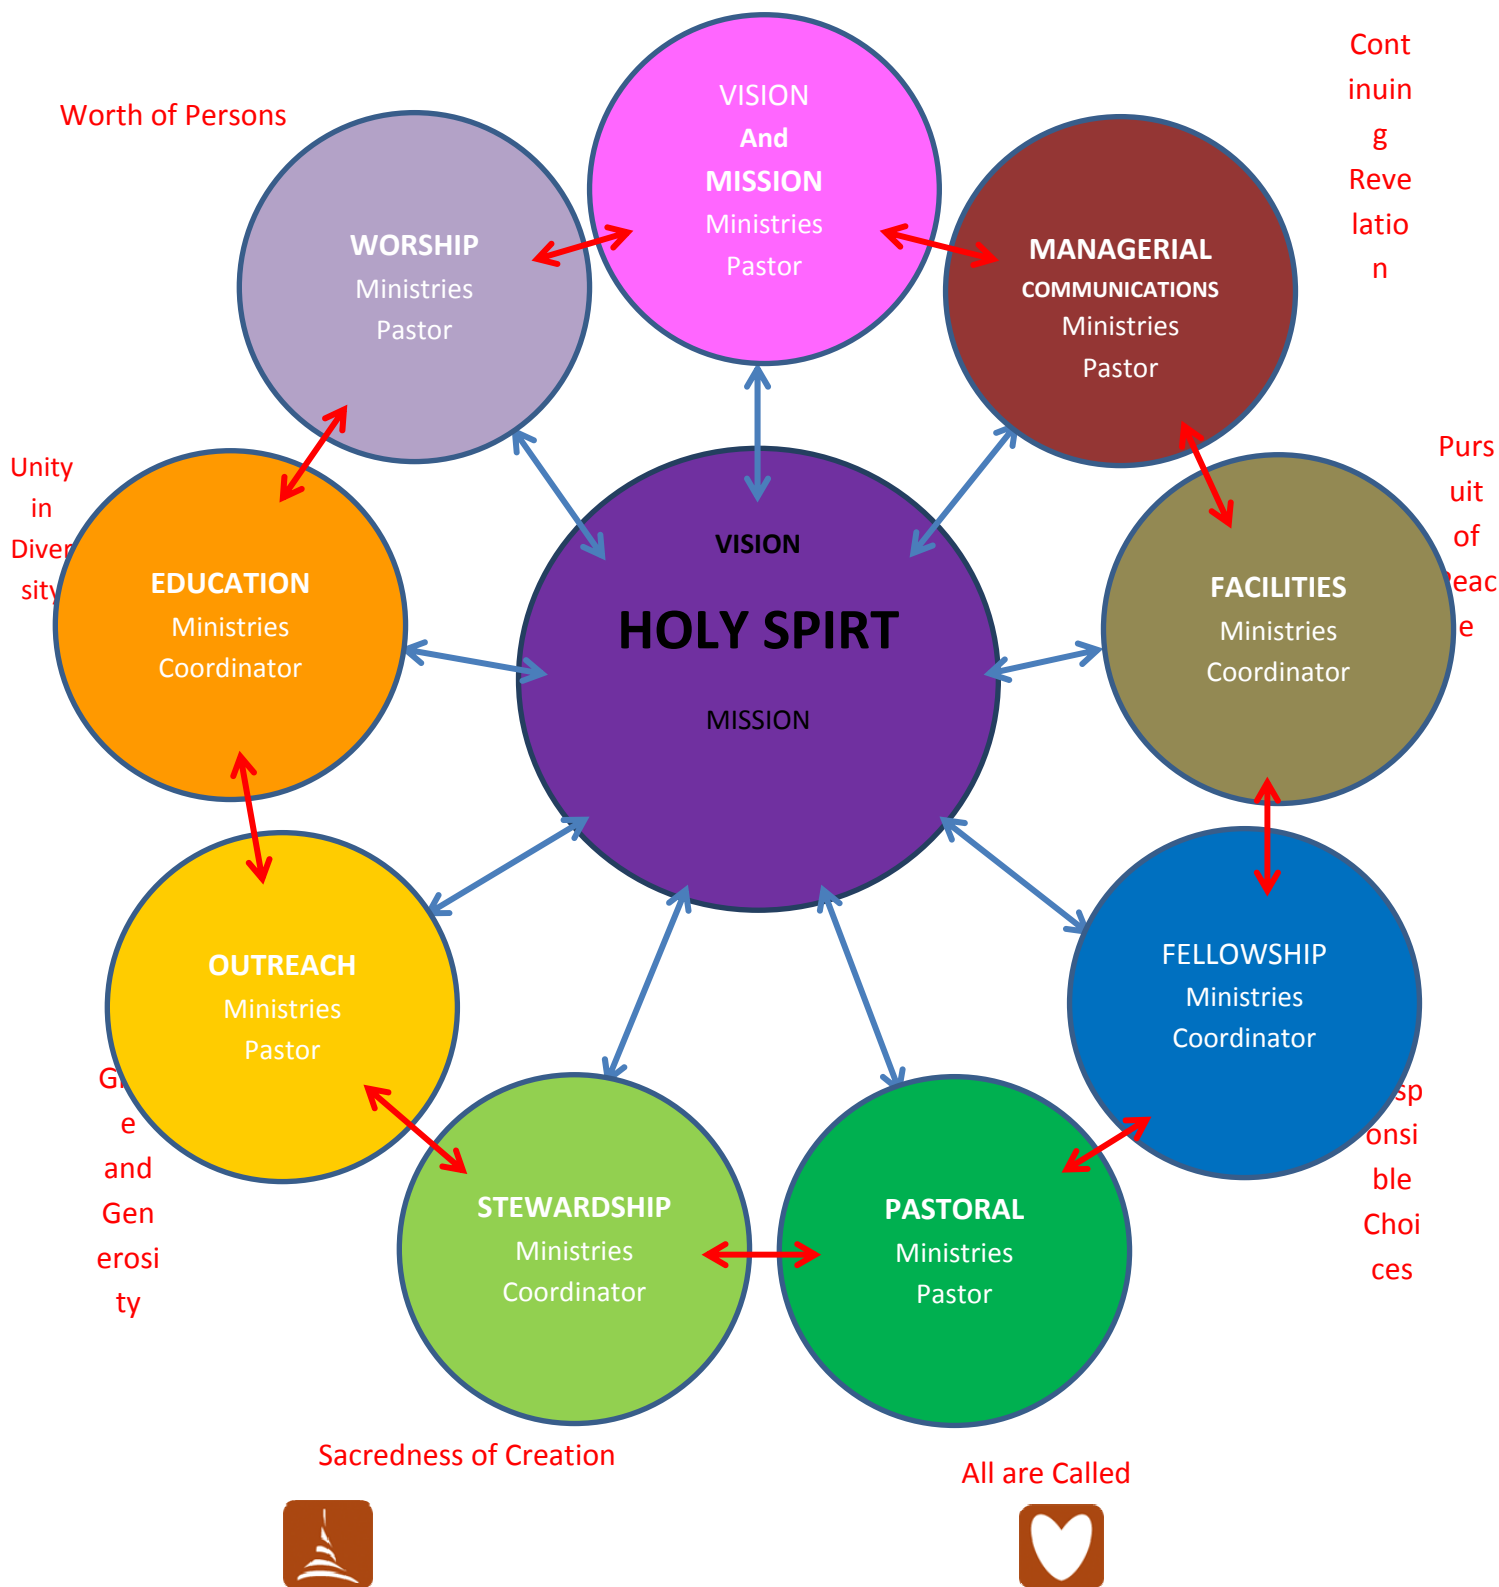 Worth of Persons
Cont
inuin
g
Reve
latio
n
VISION
And
MISSION
Ministries
Pastor
WORSHIP
Ministries
Pastor
MANAGERIAL
COMMUNICATIONS
Ministries
Pastor
Unity
in
Diver
sity
Purs
uit
of
Peac
e
EDUCATION
Ministries
Coordinator
VISION
HOLY SPIRT
MISSION
FACILITIES
Ministries
Coordinator
OUTREACH
Ministries
Pastor
FELLOWSHIP
Ministries
Coordinator
e
and
Gen
erosi
ty
sp
onsi
ble
Choi
ces
STEWARDSHIP
Ministries
Coordinator
PASTORAL
Ministries
Pastor
Sacredness of Creation
All are Called